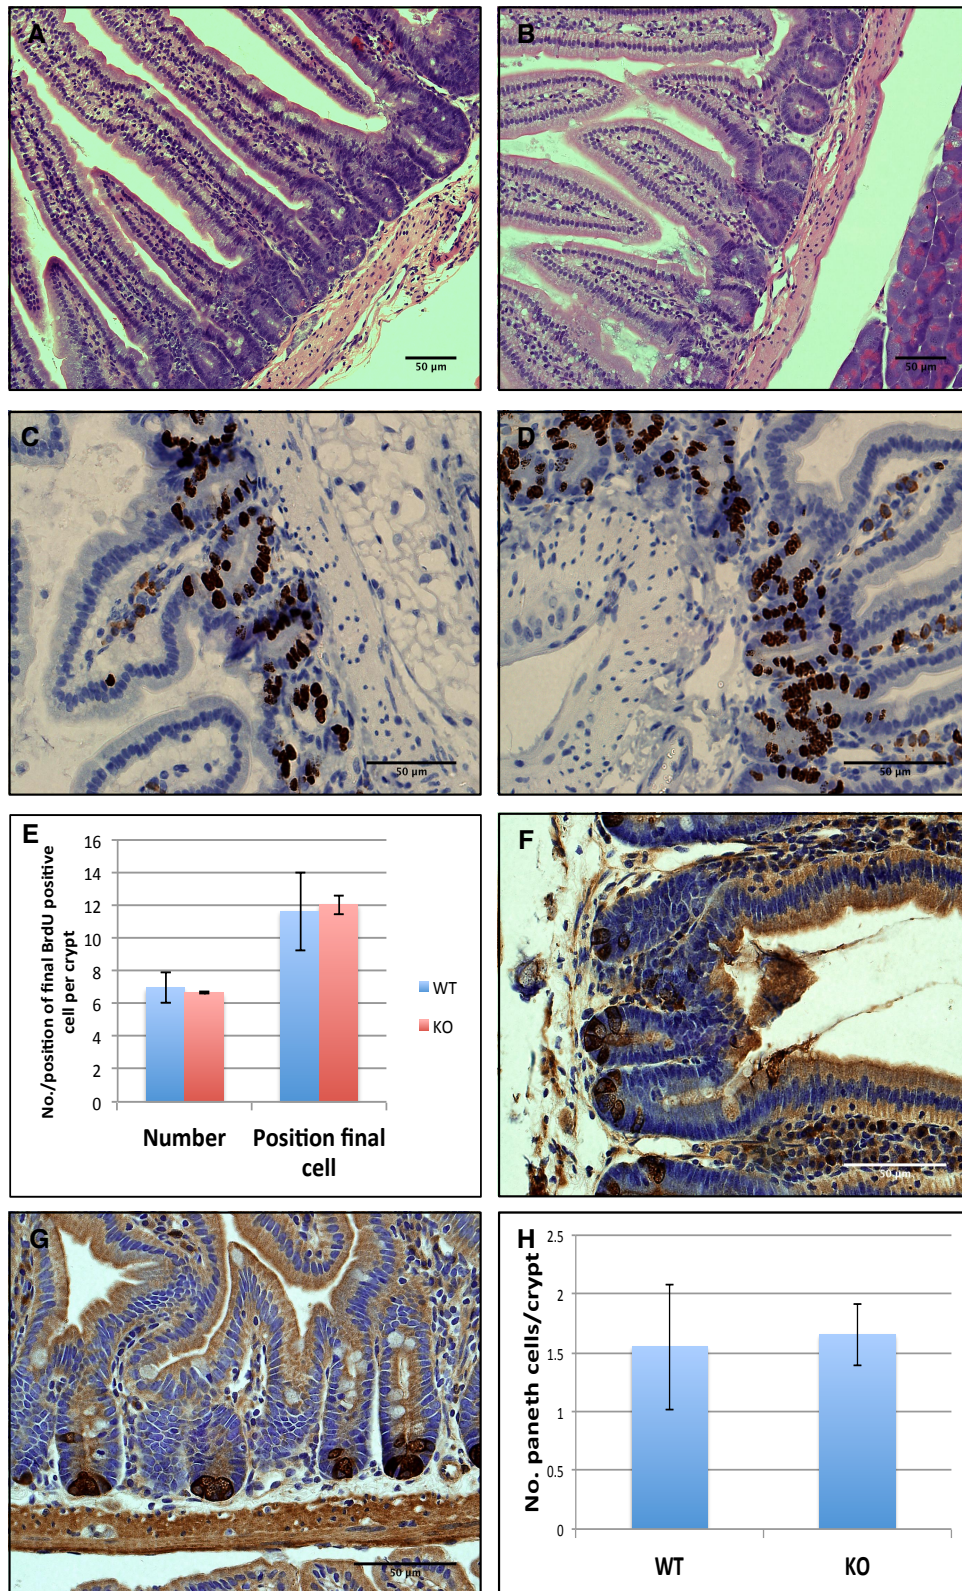 A
50 µm
B
50 µm
C
50 µm
D
50 µm
E
No./position of final BrdU positive
cell per crypt
16
14
12
10
8
6
4
2
0
WT
KO
Number
Position final
cell
F
50 µm
G
50 µm
H
No. paneth cells/crypt
2.5
2
1.5
1
0.5
0
WT
KO